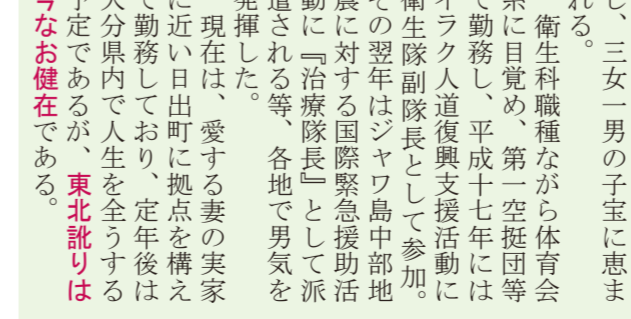 し、三女一男の子宝に恵ま
れる。
　衛生科職種ながら体育会
系に目覚め、第一空挺団等
で勤務し、平成十七年には
イラク人道復興支援活動に
衛生隊副隊長として参加。
その翌年はジャワ島中部地
震に対する国際緊急援助活
動に『治療隊長』として派
遣される等、各地で男気を
発揮した。
　現在は、愛する妻の実家
に近い日出町に拠点を構え
て勤務しており、定年後は
大分県内で人生を全うする
予定であるが、東北訛りは
今なお健在である。